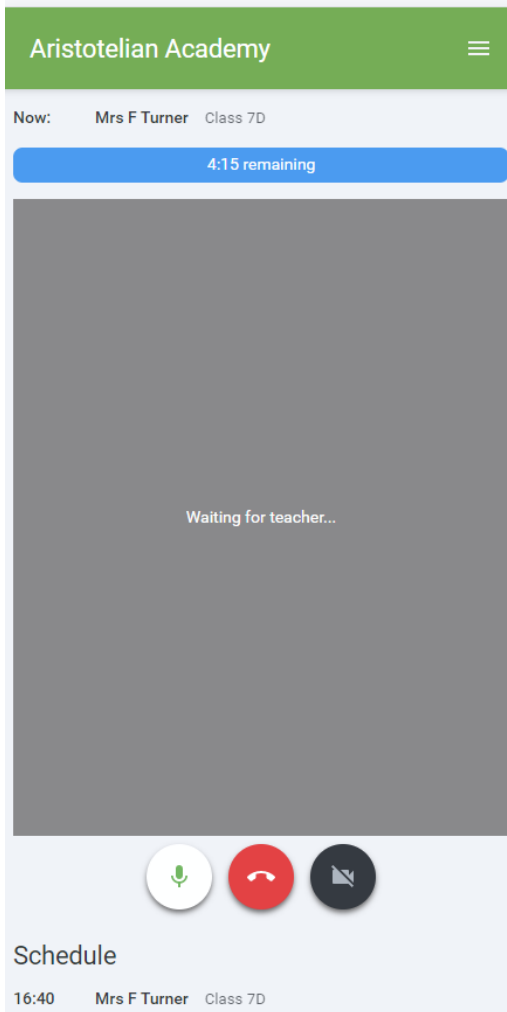 Aristotelian Academy
Now: Mrs F Turner Class 7D
4:15 remaining
Waiting for teacher...
Schedule
16:40 Mrs F Turner Class 7D